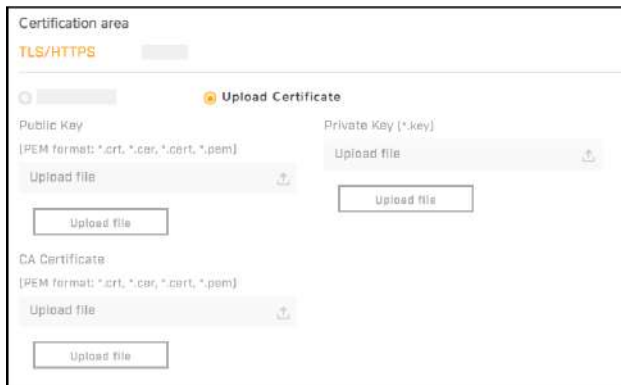 Certification area
TLS/HTTPS
Upload Certificate
Public Key
Private Key (*.key)
(PEM format: *.crt, *.cer, *.cert, *.pem)
Upload file
Upload file
Upload file
Upload file
CA Certificate
(PEM format: *.crt, *.cer, *.cert, *.pem)
Upload file
Upload file